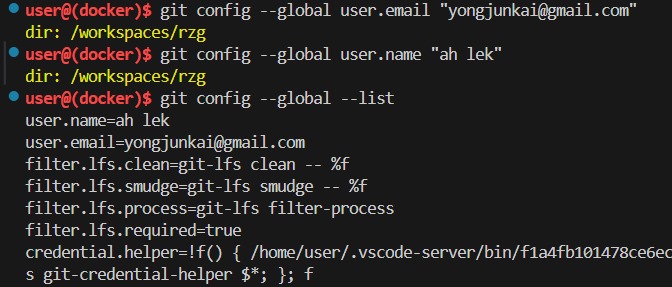 user@(docker)$ git config --global user.email "yongjunkai@gmail.com"
dir: /workspaces/rzg
user@(docker)$ git config --global user.name "ah lek"
dir: /workspaces/rzg
user@(docker)$ git config --global --list
user.name=ah lek
user.email=yongjunkai@gmail.com
filter.lfs.clean=git-lfs clean -- %f
filter.lfs.smudge=git-lfs smudge -- %f
filter.lfs.process=git-lfs filter-process
filter.lfs.required=true
credential.helper=!f() { /home/user/.vscode-server/bin/f1a4fb101478ce6ec
s git-credential-helper $*; }; f